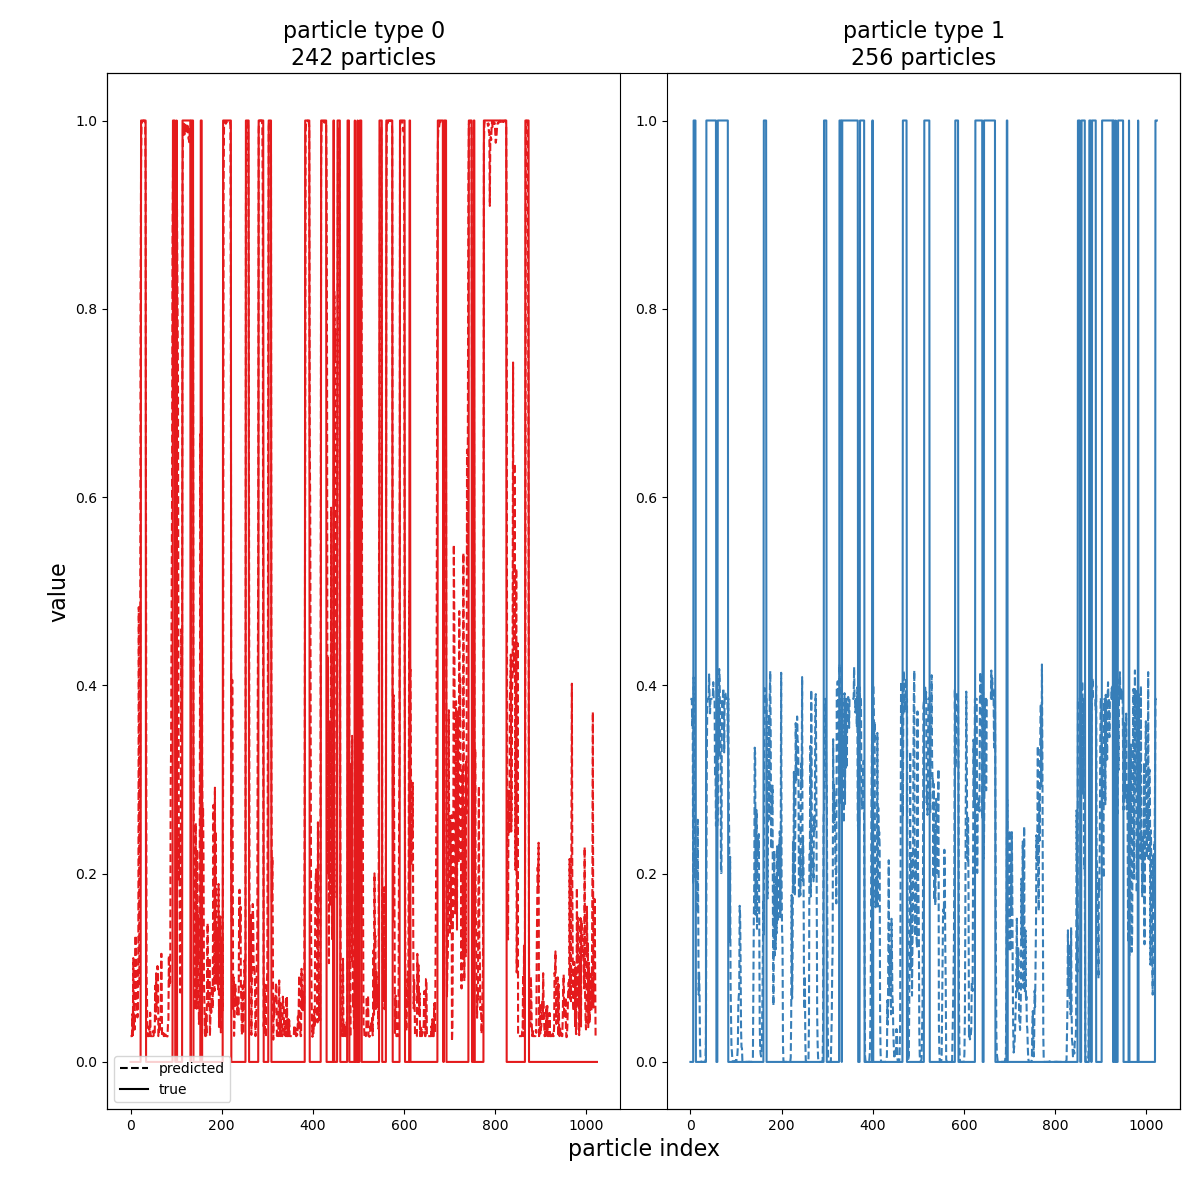 particle type 0
242 particles
particle type 1
256 particles
1.0
0.8
0.6
0.4
0.2
0.0
1.0
0.8
0.6
0.4
0.2
0.0
value
predicted
true
0 200 400 600 800 1000
0 200 400 600 800 1000
particle index